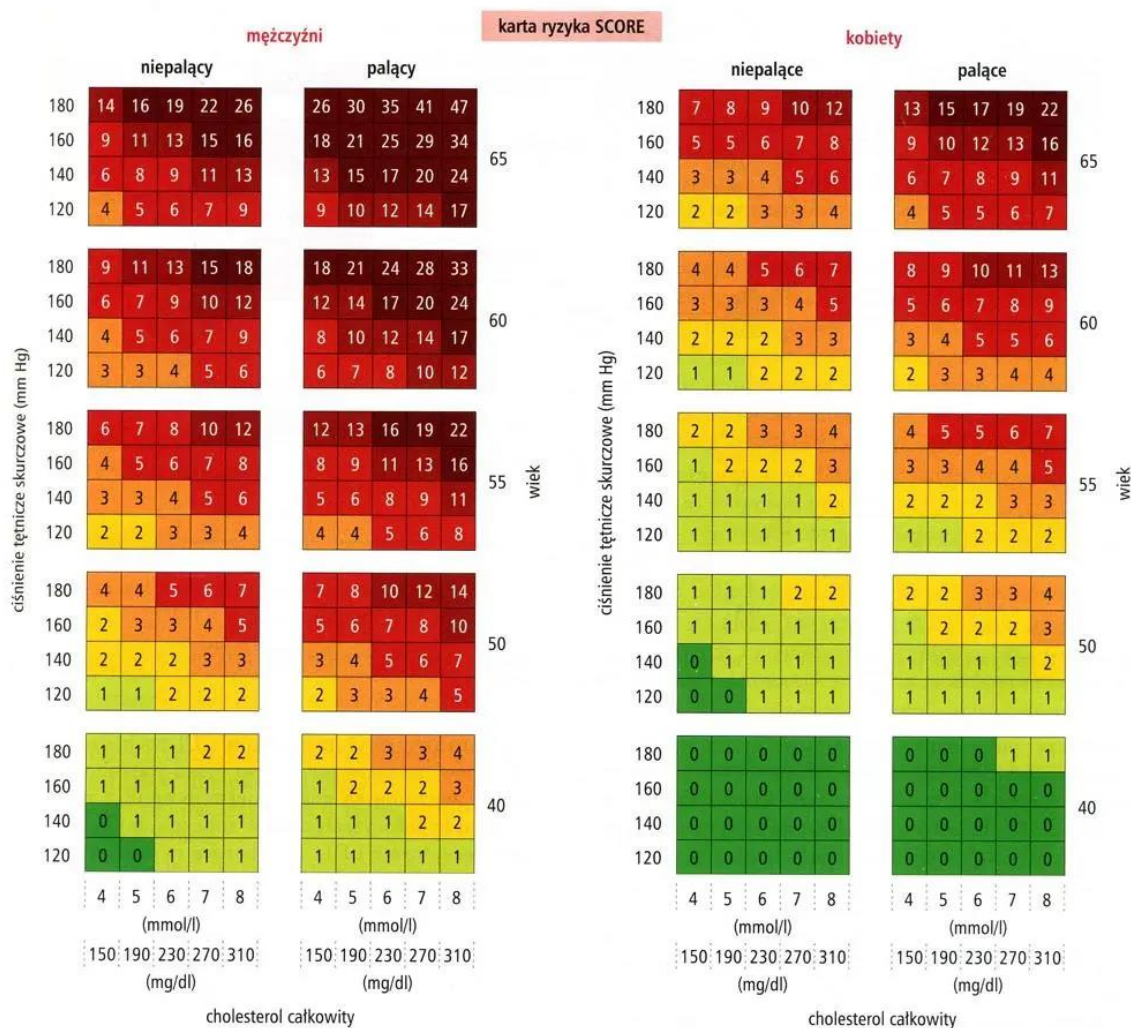 karta ryzyka SCORE
mężczyźni kobiety
niepalący palący niepalące palące
180 14 16 19 22 26 26 30 35 41 47 7 8 9 10 12 13 15 17 19 22
160 9 11 13 15 16 18 21 25 29 34 5 5 6 7 8 9 10 12 13 16
65 65
140 6 8 9 11 13 13 15 17 20 24 3 3 4 5 6 6 7 8 9 11
120 4 5 6 7 9 9 10 12 14 17 2 2 3 3 4 4 5 5 6 7
180 9 11 13 15 18 18 21 24 28 33 4 4 5 6 7 8 9 10 11 13
160 6 7 9 10 12 12 14 17 20 24 3 3 3 4 5 5 6 7 8 9
60 60
140 4 5 6 7 9 8 10 12 14 17 2 2 2 3 3 3 4 5 5 6
120 3 3 4 5 6 6 7 8 10 12 1 1 2 2 2 2 3 3 4 4
ciśnienie tętnicze skurczowe (mm Hg) wiek ciśnienie tętnicze skurczowe (mm Hg) wiek
180 6 7 8 10 12 12 13 16 19 22 2 2 3 3 4 4 5 5 6 7
160 4 5 6 7 8 8 9 11 13 16 1 2 2 2 3 3 3 4 4 5
55 55
140 3 3 4 5 6 5 6 8 9 11 1 1 1 1 2 2 2 2 3 3
120 2 2 3 3 4 4 4 5 6 8 1 1 1 1 1 1 1 2 2 2
180 4 4 5 6 7 7 8 10 12 14 1 1 1 2 2 2 2 3 3 4
160 2 3 3 4 5 5 6 7 8 10 1 1 1 1 1 1 2 2 2 3
50 50
140 2 2 2 3 3 3 4 5 6 7 0 1 1 1 1 1 1 1 1 2
120 1 1 2 2 2 2 3 3 4 5 0 0 1 1 1 1 1 1 1 1
180 1 1 1 2 2 2 2 3 3 4 0 0 0 0 0 0 0 0 1 1
160 1 1 1 1 1 1 2 2 2 3 0 0 0 0 0 0 0 0 0 0
40 40
140 0 1 1 1 1 1 1 1 2 2 0 0 0 0 0 0 0 0 0 0
120 0 0 1 1 1 1 1 1 1 1 0 0 0 0 0 0 0 0 0 0
4 5 6 7 8 4 5 6 7 8 4 5 6 7 8 4 5 6 7 8
(mmol/l) (mmol/l) (mmol/l) (mmol/l)
150 190 230 270 310 150 190 230 270 310 150 190 230 270 310 150 190 230 270 310
(mg/dl) (mg/dl) (mg/dl) (mg/dl)
cholesterol całkowity cholesterol całkowity